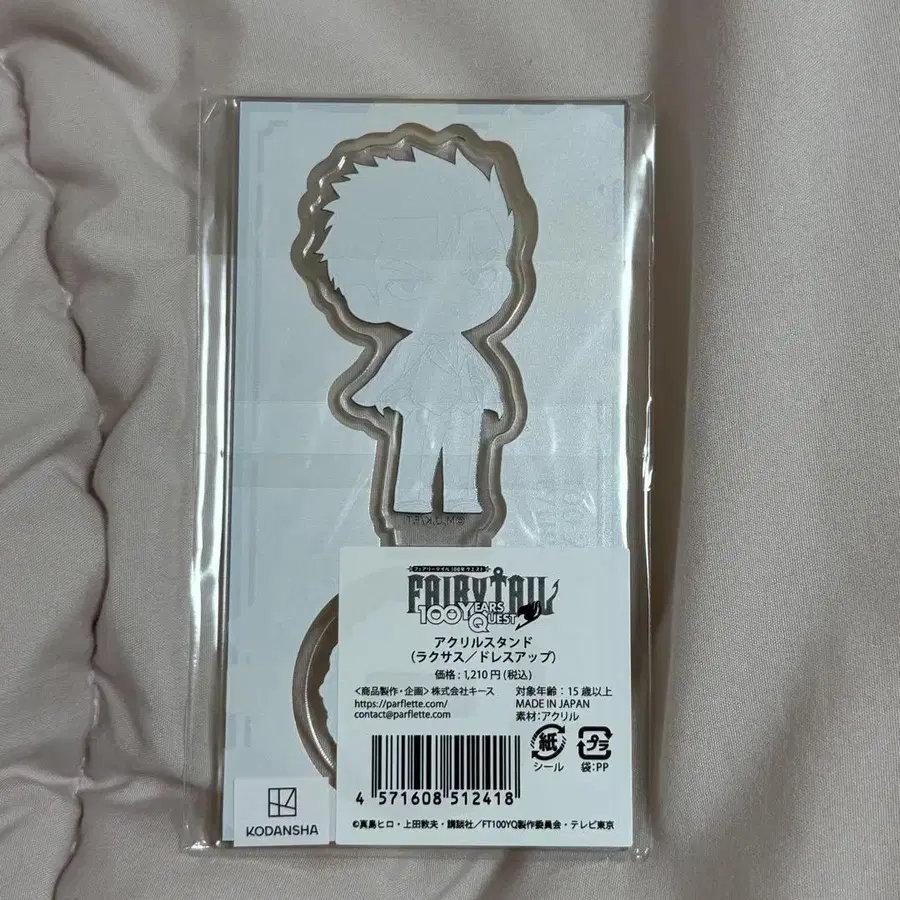 フェアリーテイル 100年クエスト
FAIRY TAIL
100 YEARS
QUEST
アクリルスタンド
（ラクサス／ドレスアップ）
価格：1,210円(税込)
＜商品製作・企画＞株式会社キース
https://parflette.com/
contact@parflette.com
対象年齢：15歳以上
MADE IN JAPAN
素材：アクリル
紙
シール
プラ
袋：PP
4 571608 512418
©真島ヒロ・上田敦夫・講談社／FT100YQ製作委員会・テレビ東京
KODANSHA